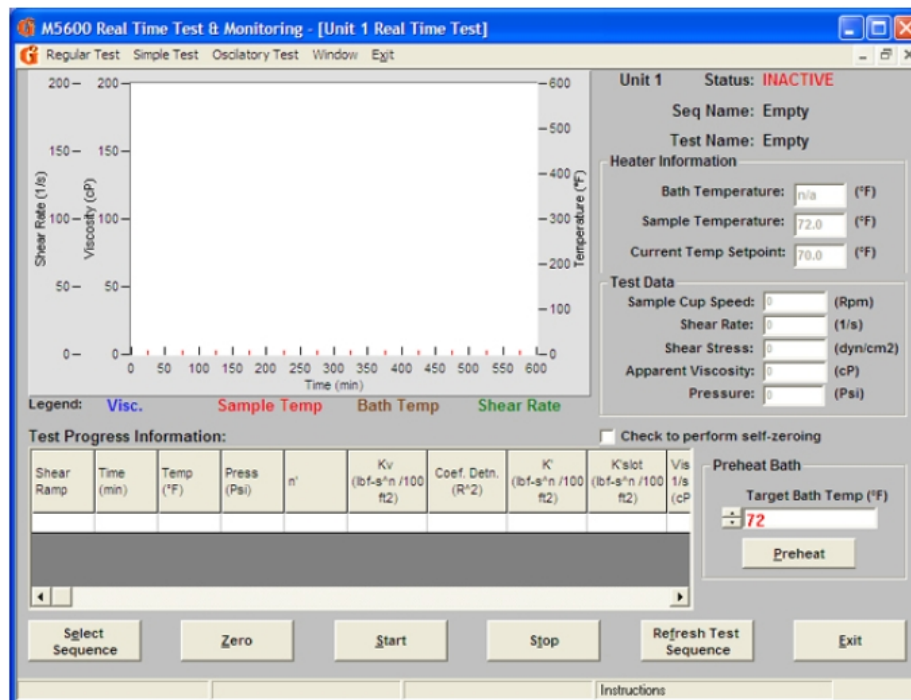 M5600 Real Time Test & Monitoring - [Unit 1 Real Time Test]
Regular Test Simple Test Oscilatory Test Window Exit
Unit 1 Status: INACTIVE
Seq Name: Empty
Test Name: Empty
Shear Rate (1/s)
200
150
100
50
0
Viscosity (cP)
200
150
100
50
0
Temperature (°F)
600
500
400
300
200
100
0
0 50 100 150 200 250 300 350 400 450 500 550 600
Time (min)
Legend: Visc. Sample Temp Bath Temp Shear Rate
Heater Information
Bath Temperature: n/a (°F)
Sample Temperature: 72.0 (°F)
Current Temp Setpoint: 70.0 (°F)
Test Data
Sample Cup Speed: 0 (Rpm)
Shear Rate: 0 (1/s)
Shear Stress: 0 (dyn/cm2)
Apparent Viscosity: 0 (cP)
Pressure: 0 (Psi)
Check to perform self-zeroing
Test Progress Information:
Shear
Ramp
Time
(min)
Temp
(°F)
Press
(Psi)
n'
Kv
(lbf-s^n /100
ft2)
Coef. Detn.
(R^2)
K'
(lbf-s^n /100
ft2)
K'slot
(lbf-s^n /100
ft2)
Vis
1/s
(cP
Preheat Bath
Target Bath Temp (°F)
72
Preheat
Select
Sequence
Zero
Start
Stop
Refresh Test
Sequence
Exit
Instructions